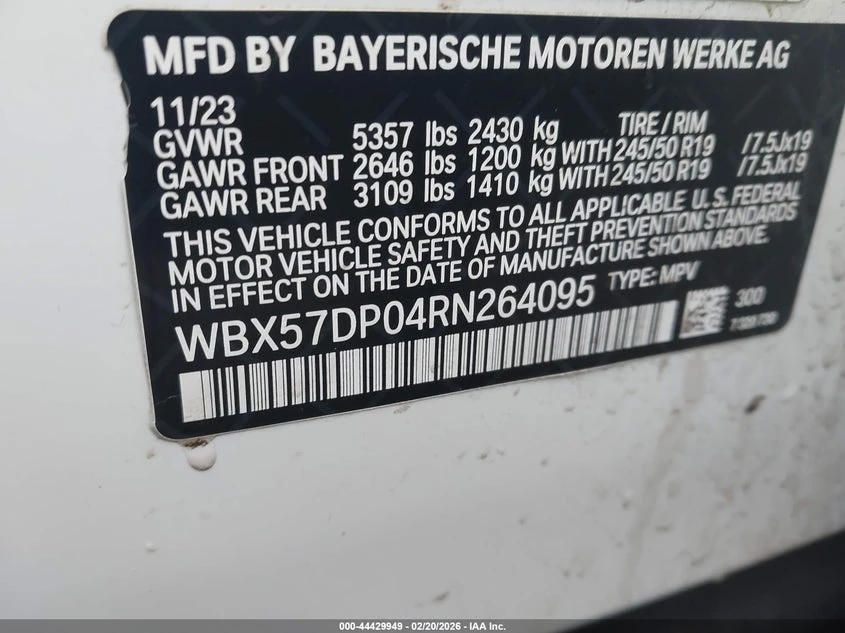 MFD BY BAYERISCHE MOTOREN WERKE AG
11/23 TIRE / RIM
GVWR 5357 lbs 2430 kg
GAWR FRONT 2646 lbs 1200 kg WITH 245/50 R19 /7.5Jx19
GAWR REAR 3109 lbs 1410 kg WITH 245/50 R19 /7.5Jx19
THIS VEHICLE CONFORMS TO ALL APPLICABLE U. S. FEDERAL
MOTOR VEHICLE SAFETY AND THEFT PREVENTION STANDARDS
IN EFFECT ON THE DATE OF MANUFACTURE SHOWN ABOVE.
WBX57DP04RN264095 TYPE: MPV
300
000-44429949 — 02/20/2026 — IAA Inc.